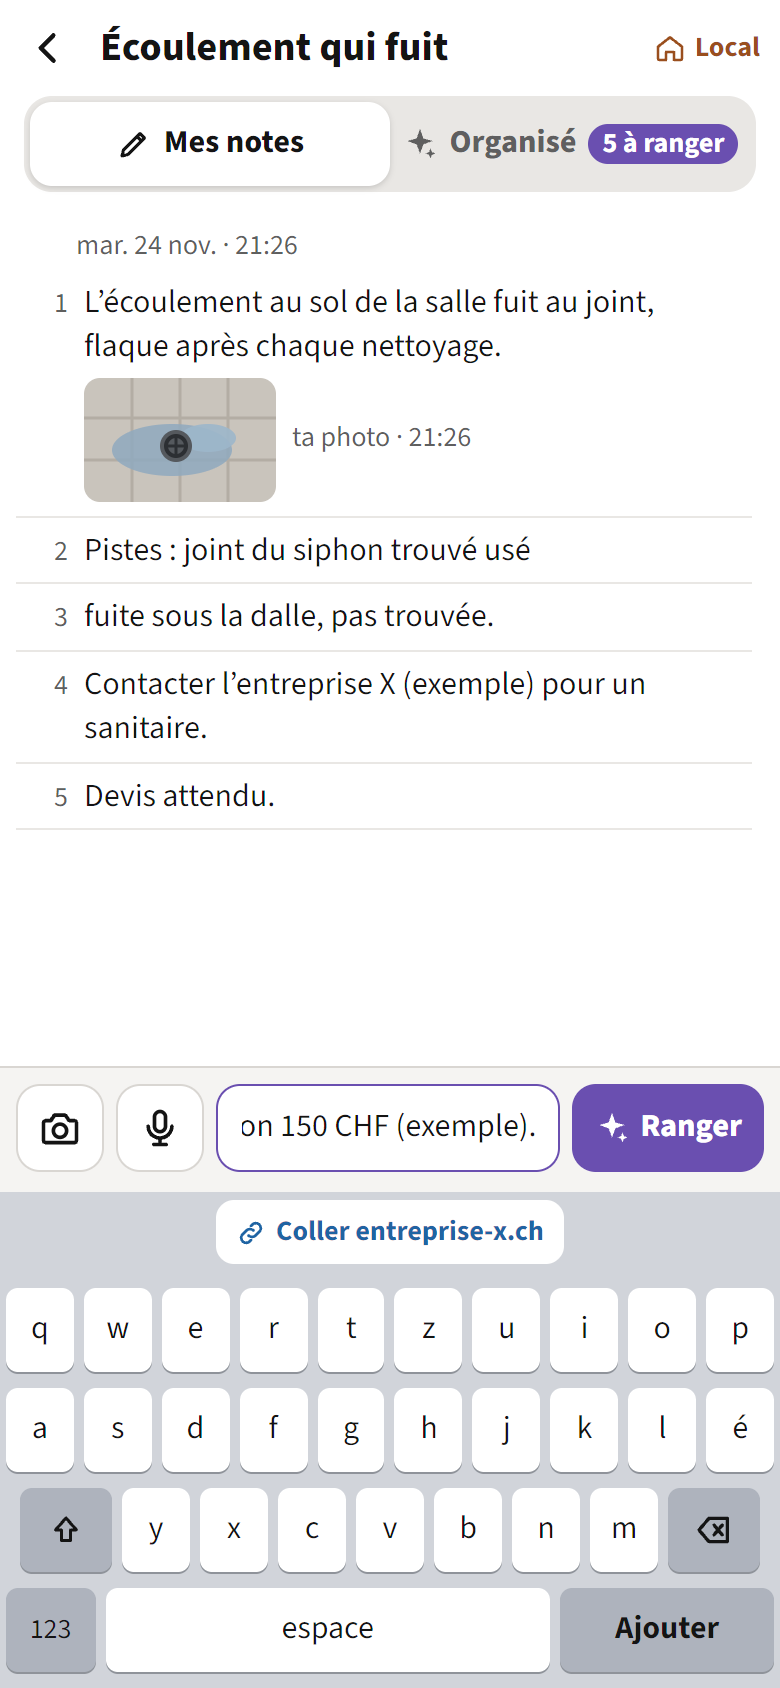 Écoulement qui fuit
Local
Mes notes
Organisé
5 à ranger
mar. 24 nov. · 21:26
1 L’écoulement au sol de la salle fuit au joint,
flaque après chaque nettoyage.
ta photo · 21:26
2 Pistes : joint du siphon trouvé usé
3 fuite sous la dalle, pas trouvée.
4 Contacter l’entreprise X (exemple) pour un
sanitaire.
5 Devis attendu.
on 150 CHF (exemple).
Ranger
Coller entreprise-x.ch
q w e r t z u i o p
a s d f g h j k l é
y x c v b n m
123 espace Ajouter